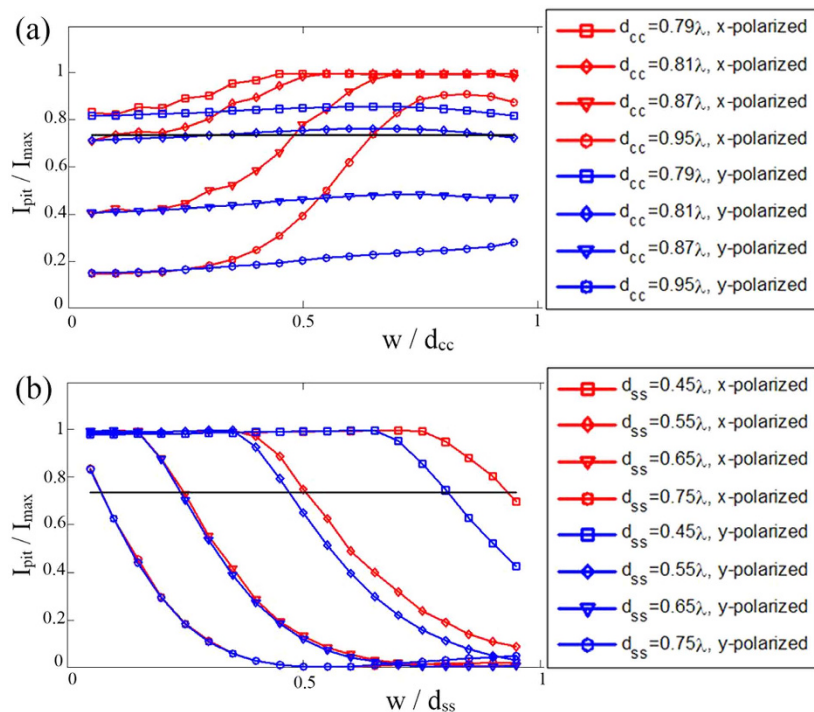 (a)
I_pit / I_max
1
0.8
0.6
0.4
0.2
0
0
0.5
1
w / d_cc
d_cc=0.79λ, x-polarized
d_cc=0.81λ, x-polarized
d_cc=0.87λ, x-polarized
d_cc=0.95λ, x-polarized
d_cc=0.79λ, y-polarized
d_cc=0.81λ, y-polarized
d_cc=0.87λ, y-polarized
d_cc=0.95λ, y-polarized
(b)
I_pit / I_max
1
0.8
0.6
0.4
0.2
0
0
0.5
1
w / d_ss
d_ss=0.45λ, x-polarized
d_ss=0.55λ, x-polarized
d_ss=0.65λ, x-polarized
d_ss=0.75λ, x-polarized
d_ss=0.45λ, y-polarized
d_ss=0.55λ, y-polarized
d_ss=0.65λ, y-polarized
d_ss=0.75λ, y-polarized